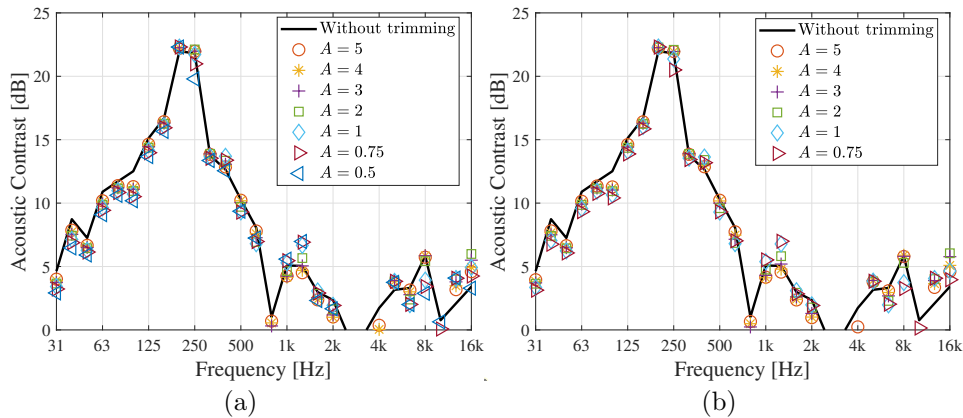 25
20
15
10
5
0
Acoustic Contrast [dB]
Without trimming
A = 5
A = 4
A = 3
A = 2
A = 1
A = 0.75
A = 0.5
31 63 125 250 500 1k 2k 4k 8k 16k
Frequency [Hz]
(a)
25
20
15
10
5
0
Acoustic Contrast [dB]
Without trimming
A = 5
A = 4
A = 3
A = 2
A = 1
A = 0.75
31 63 125 250 500 1k 2k 4k 8k 16k
Frequency [Hz]
(b)